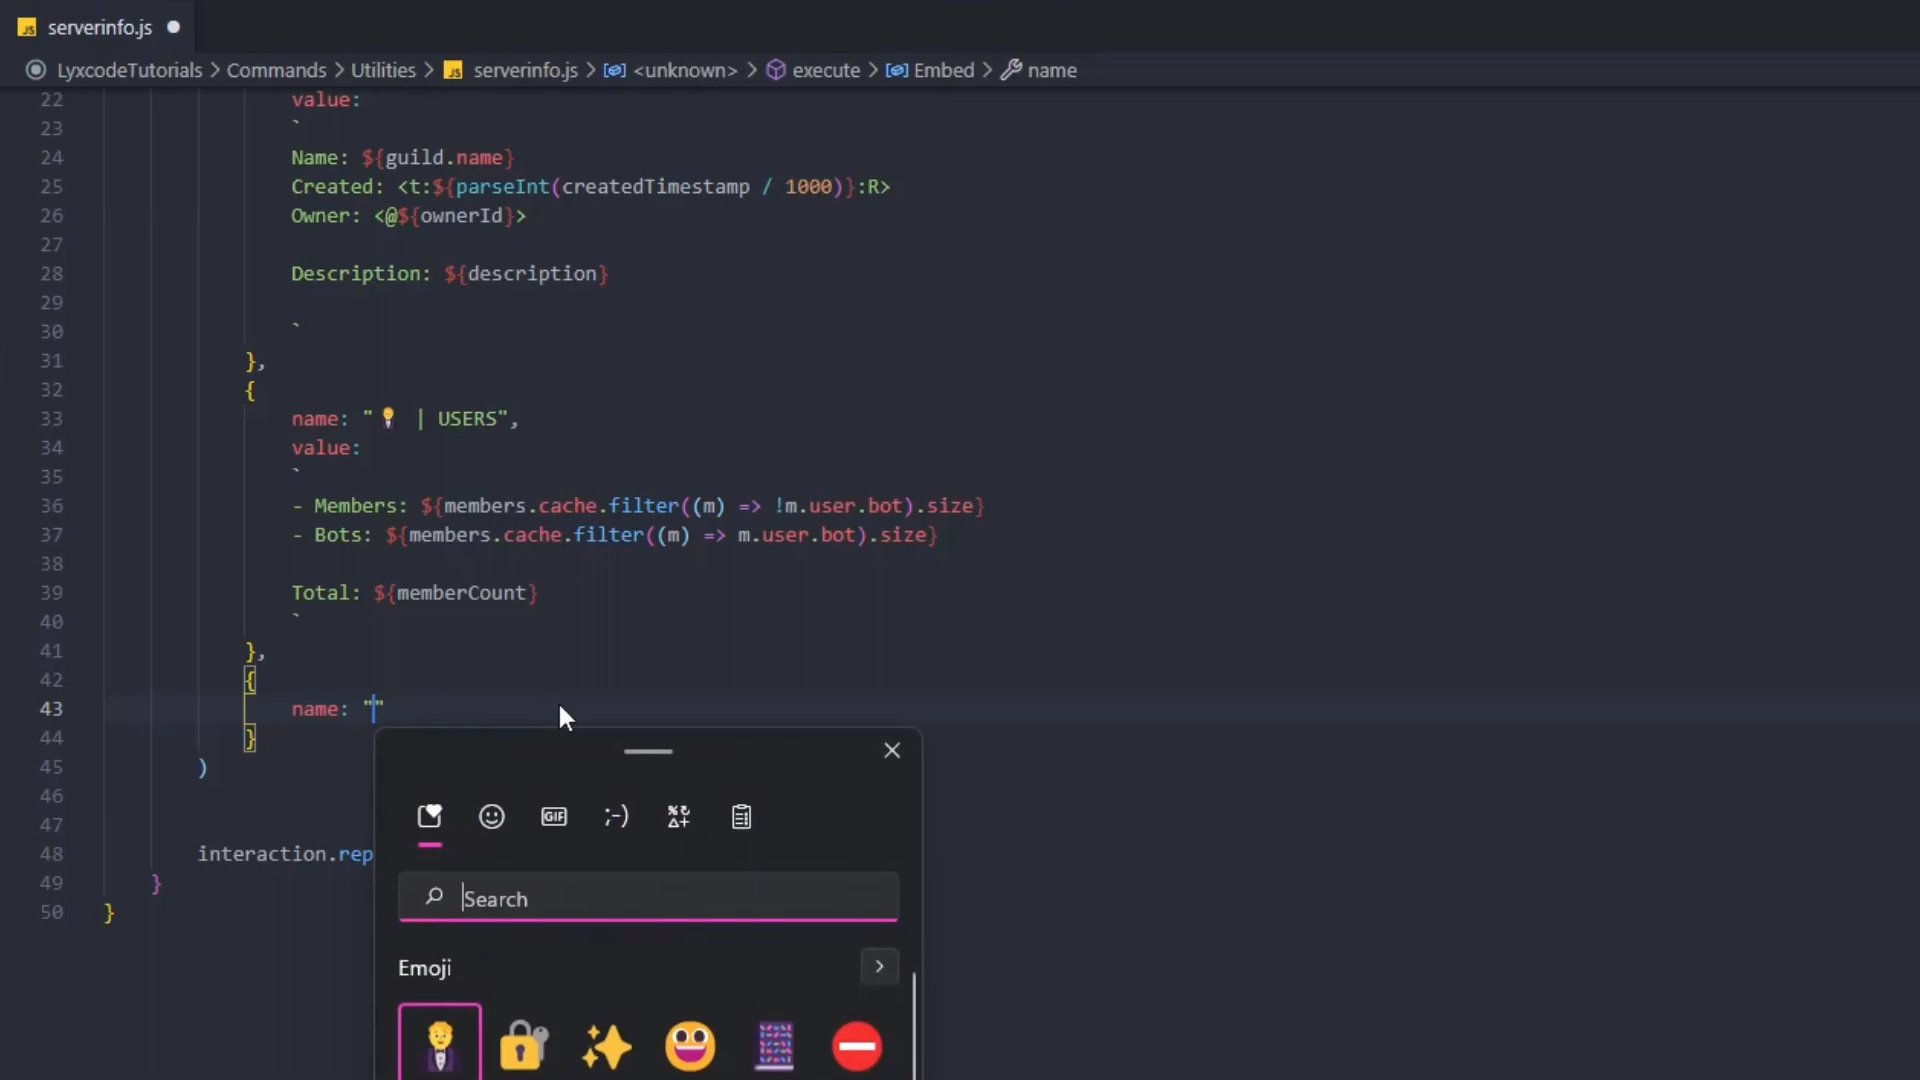 JS serverinfo.js
LyxcodeTutorials > Commands > Utilities > JS serverinfo.js > <unknown> > execute > Embed > name
22 value:
23 `
24 Name: ${guild.name}
25 Created: <t:${parseInt(createdTimestamp / 1000)}:R>
26 Owner: <@${ownerId}>
27
28 Description: ${description}
29
30 `
31 },
32 {
33 name: "🤵 | USERS",
34 value:
35 `
36 - Members: ${members.cache.filter((m) => !m.user.bot).size}
37 - Bots: ${members.cache.filter((m) => m.user.bot).size}
38
39 Total: ${memberCount}
40 `
41 },
42 {
43 name: ""
44 }
45 )
46
47
48 interaction.rep
49 }
50 }
GIF ;-)
Search
Emoji